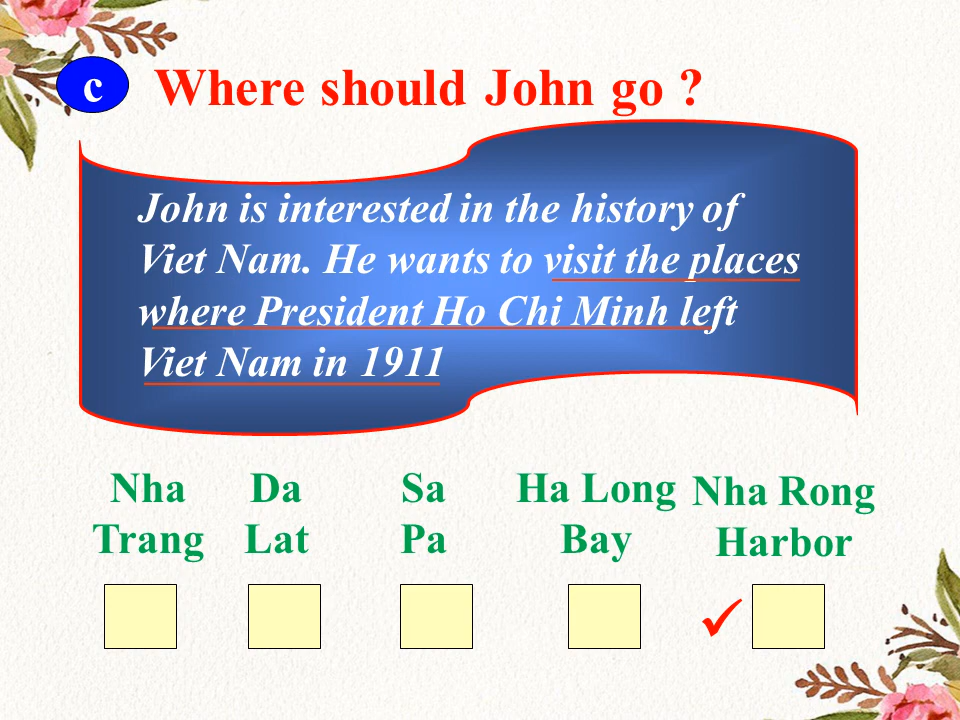 c
Where should John go ?
John is interested in the history of
Viet Nam. He wants to visit the places
where President Ho Chi Minh left
Viet Nam in 1911
Nha
Trang
Da
Lat
Sa
Pa
Ha Long
Bay
Nha Rong
Harbor
✓